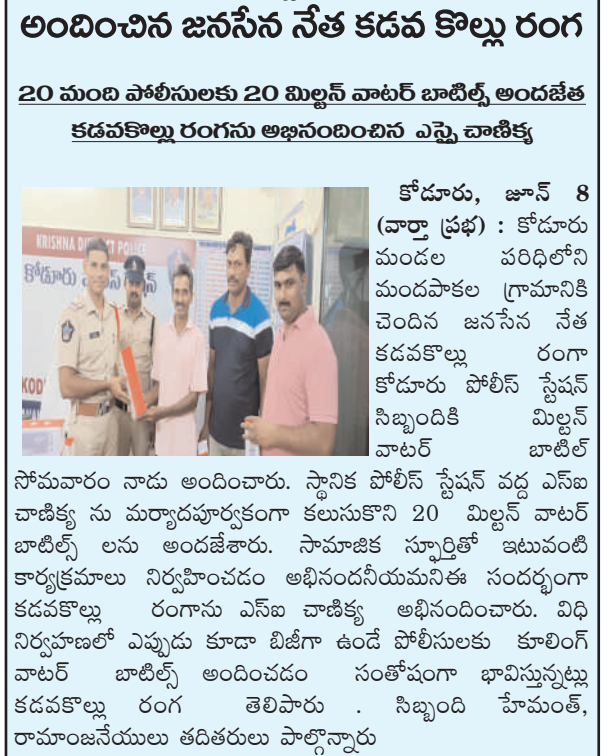 అందించిన జనసేన నేత కడవ కొల్లు రంగ
20 మంది పోలీసులకు 20 మిల్టన్ వాటర్ బాటిల్స్ అందజేత
కడవకొల్లు రంగను అభినందించిన ఎస్సై చాణిక్య
KRISHNA DISTRICT POLICE
కోడూరు
కోడూరు, జూన్ 8
(వార్తా ప్రభ) : కోడూరు
మండల పరిధిలోని
మందపాకల గ్రామానికి
చెందిన జనసేన నేత
కడవకొల్లు రంగా
కోడూరు పోలీస్ స్టేషన్
సిబ్బందికి మిల్టన్
వాటర్ బాటిల్
సోమవారం నాడు అందించారు. స్థానిక పోలీస్ స్టేషన్ వద్ద ఎస్ఐ
చాణిక్య ను మర్యాదపూర్వకంగా కలుసుకొని 20 మిల్టన్ వాటర్
బాటిల్స్ లను అందజేశారు. సామాజిక స్ఫూర్తితో ఇటువంటి
కార్యక్రమాలు నిర్వహించడం అభినందనీయమనిఈ సందర్భంగా
కడవకొల్లు రంగాను ఎస్ఐ చాణిక్య అభినందించారు. విధి
నిర్వహణలో ఎప్పుడు కూడా బిజీగా ఉండే పోలీసులకు కూలింగ్
వాటర్ బాటిల్స్ అందించడం సంతోషంగా భావిస్తున్నట్లు
కడవకొల్లు రంగ తెలిపారు . సిబ్బంది హేమంత్,
రామాంజనేయులు తదితరులు పాల్గొన్నారు